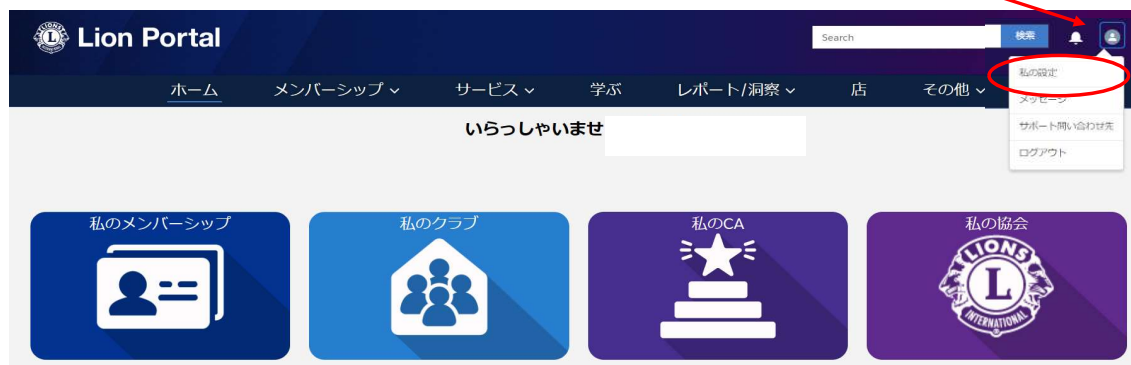 Lion Portal
Search
検索
私の設定
メッセージ
サポート問い合わせ先
ログアウト
ホーム メンバーシップ サービス 学ぶ レポート/洞察 店 その他
いらっしゃいませ
私のメンバーシップ
私のクラブ
私のCA
私の協会
LIONS
L
INTERNATIONAL